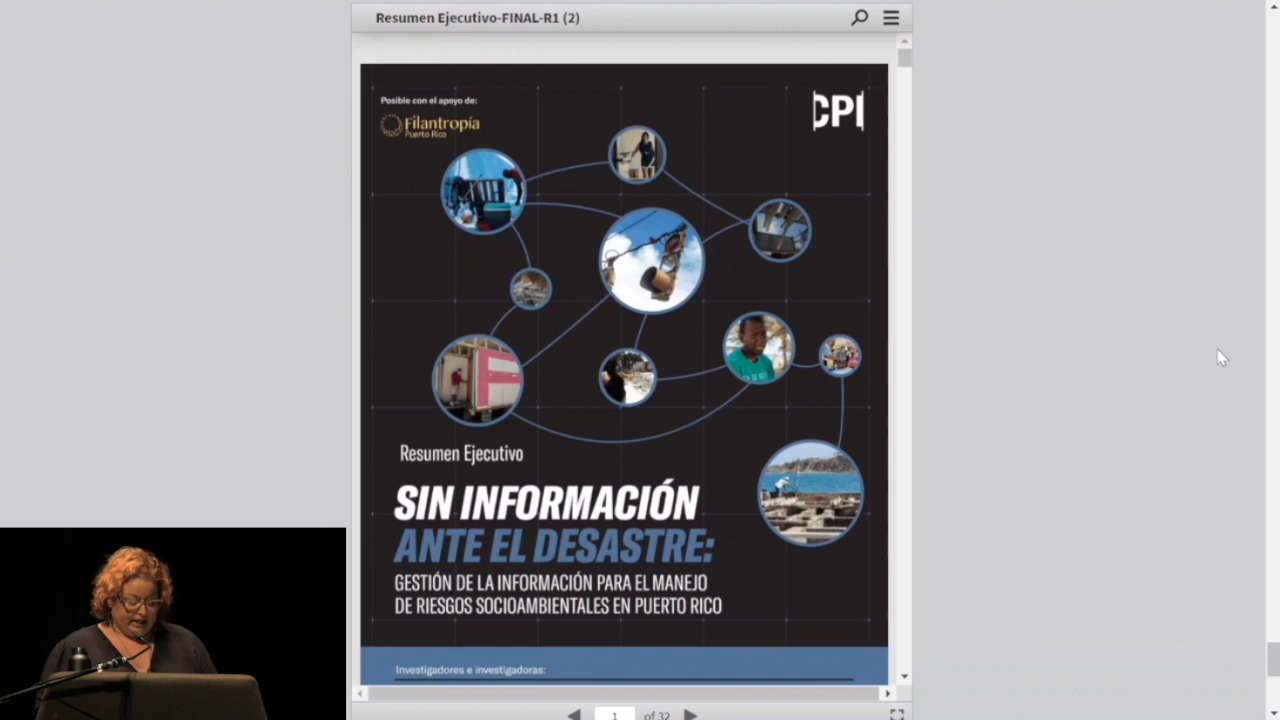 Resumen Ejecutivo-FINAL-R1 (2)
Posible con el apoyo de:
Filantropía
Puerto Rico
CPI
Resumen Ejecutivo
SIN INFORMACIÓN
ANTE EL DESASTRE:
GESTIÓN DE LA INFORMACIÓN PARA EL MANEJO
DE RIESGOS SOCIOAMBIENTALES EN PUERTO RICO
Investigadores e investigadoras:
1 of 32